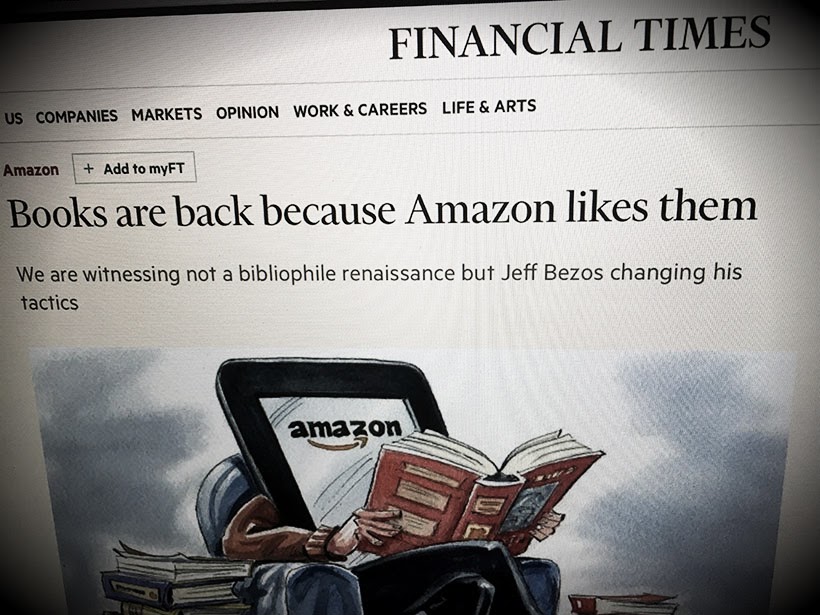 FINANCIAL TIMES
US COMPANIES MARKETS OPINION WORK & CAREERS LIFE & ARTS
Amazon + Add to myFT
Books are back because Amazon likes them
We are witnessing not a bibliophile renaissance but Jeff Bezos changing his
tactics
amazon